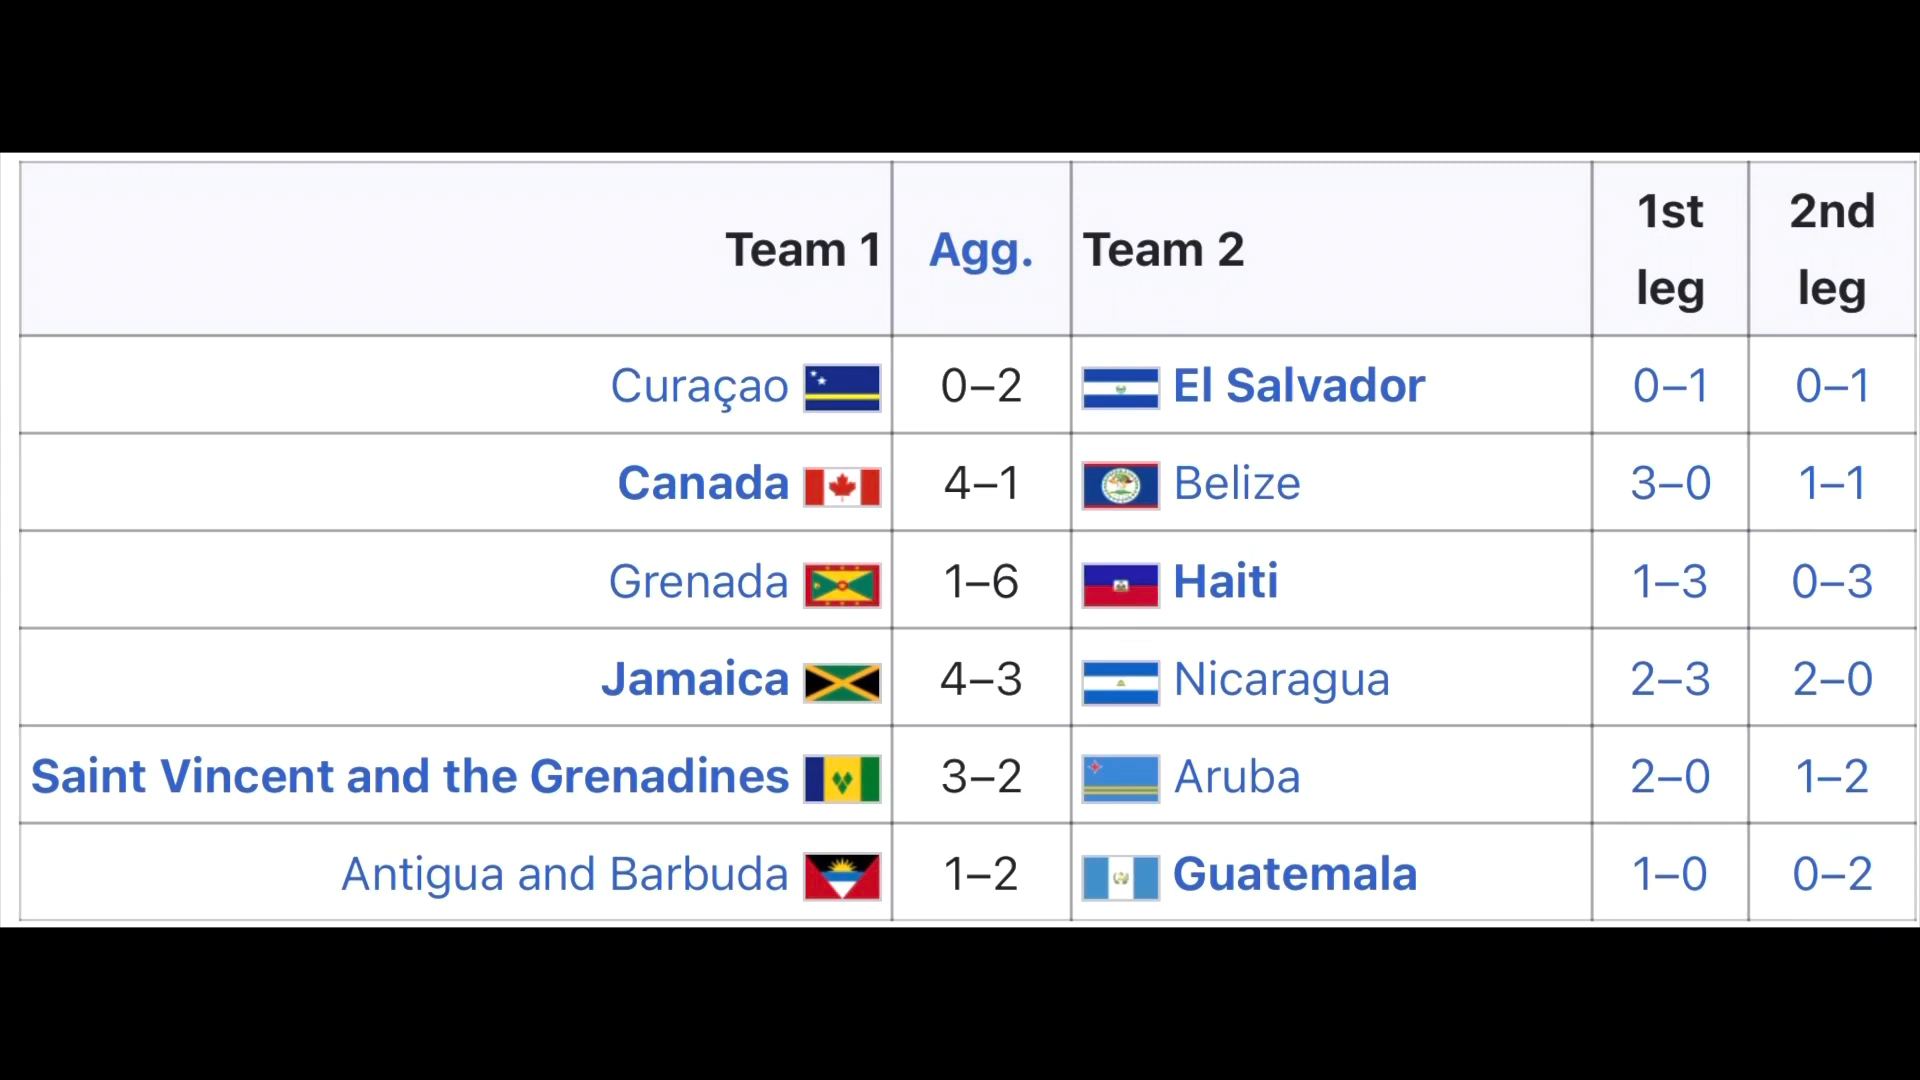 Team 1 Agg. Team 2 1st leg 2nd leg
Curaçao 0–2 El Salvador 0–1 0–1
Canada 4–1 Belize 3–0 1–1
Grenada 1–6 Haiti 1–3 0–3
Jamaica 4–3 Nicaragua 2–3 2–0
Saint Vincent and the Grenadines 3–2 Aruba 2–0 1–2
Antigua and Barbuda 1–2 Guatemala 1–0 0–2